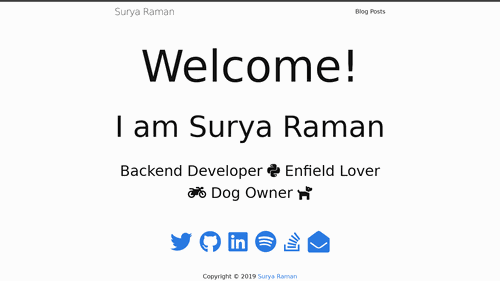 Surya Raman
Blog Posts
Welcome!
I am Surya Raman
Backend Developer Enfield Lover
Dog Owner
Copyright © 2019 Surya Raman